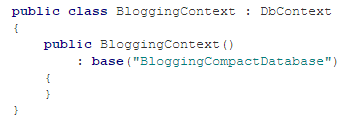 public class BloggingContext : DbContext
{
    public BloggingContext()
        : base("BloggingCompactDatabase")
    {
    }
}